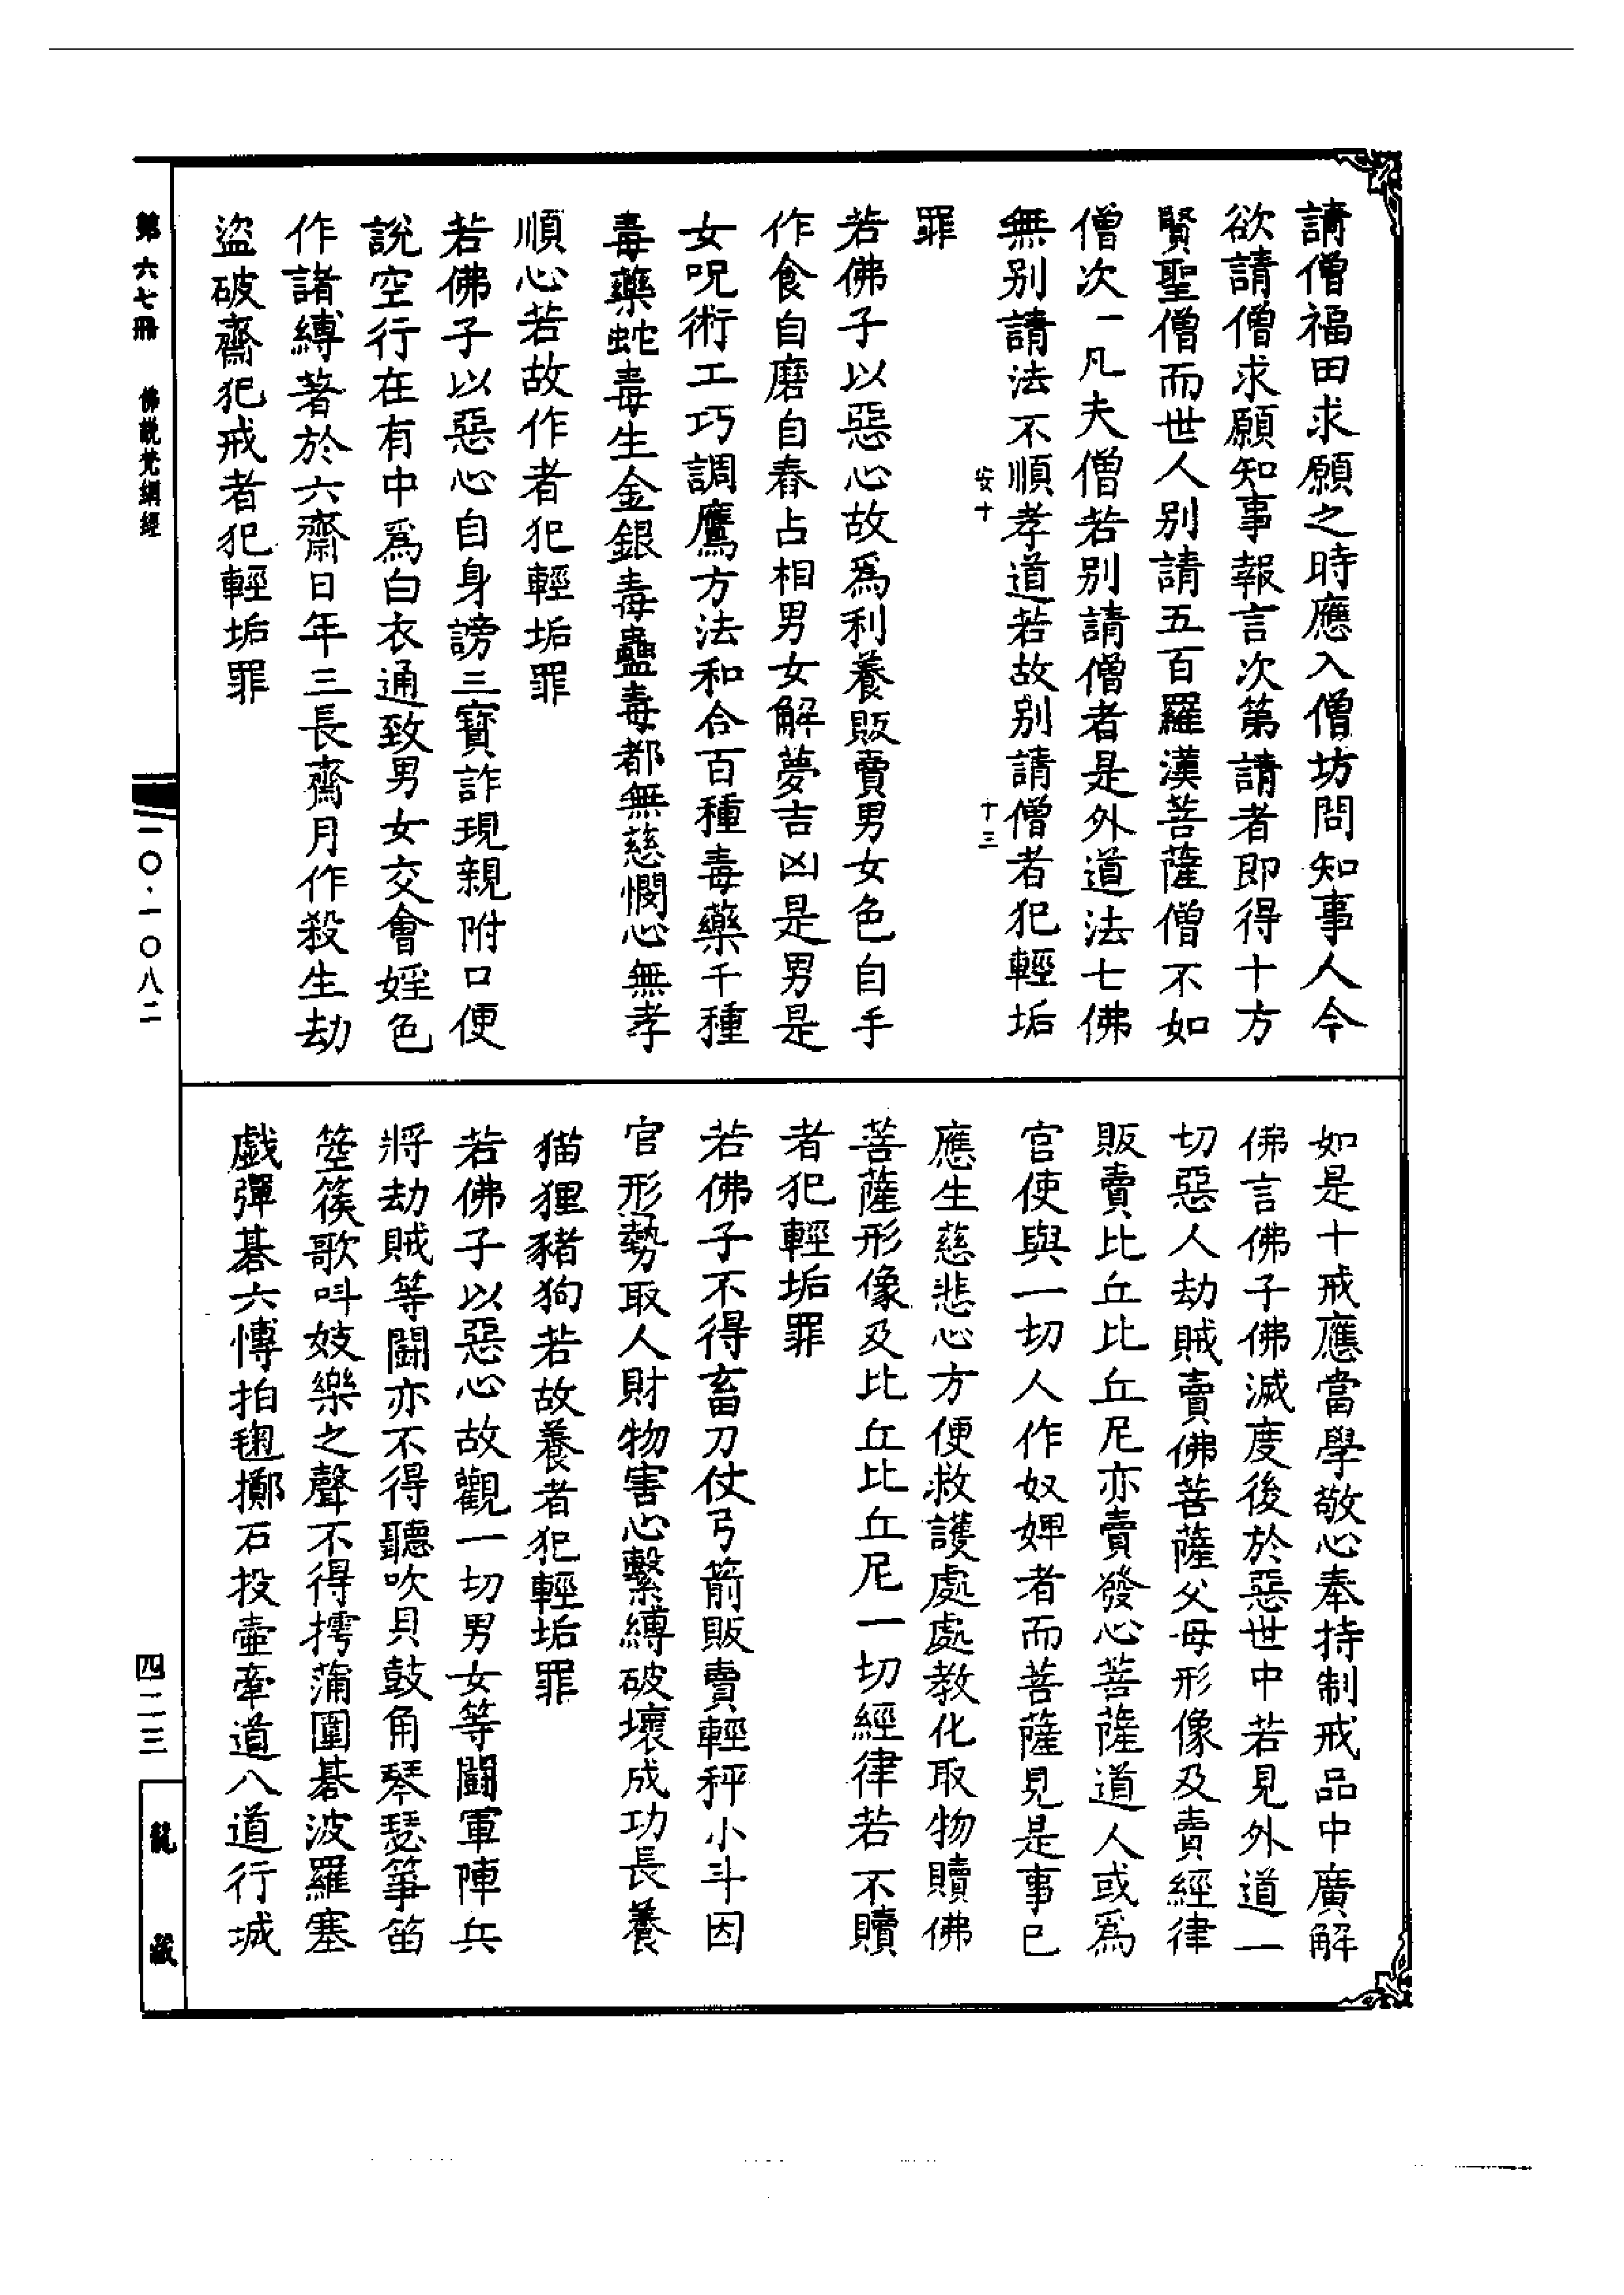 請僧福田求願之時應入僧坊問知事人今
欲請僧求願知事報言次第請者即得十方
賢聖僧而世人別請五百羅漢菩薩僧不如
僧次一凡夫僧若別請僧者是外道法七佛
無別請法不順孝道若故別請僧者犯輕垢
安十
十三
罪
若佛子以惡心故爲利養販賣男女色自手
作食自磨自舂占相男女解夢吉凶是男是
女呪術工巧調鷹方法和合百種毒藥千種
毒藥蛇毒生金銀毒蠱毒都無慈憫心無孝
順心若故作者犯輕垢罪
若佛子以惡心自身謗三寶詐現親附口便
說空行在有中爲白衣通致男女交會婬色
作諸縛著於六齋日年三長齋月作殺生劫
盜破齋犯戒者犯輕垢罪
如是十戒應當學敬心奉持制戒品中廣解
佛言佛子佛滅度後於惡世中若見外道一
切惡人劫賊賣佛菩薩父母形像及賣經律
販賣比丘比丘尼亦賣發心菩薩道人或爲
官使與一切人作奴婢者而菩薩見是事已
應生慈悲心方便救護處處教化取物贖佛
菩薩形像及比丘比丘尼一切經律若不贖
者犯輕垢罪
若佛子不得畜刀仗弓箭販賣輕秤小斗因
官形勢取人財物害心繫縛破壞成功長養
猫狸豬狗若故養者犯輕垢罪
若佛子以惡心故觀一切男女等鬪軍陣兵
將劫賊等鬪亦不得聽吹貝鼓角琴瑟箏笛
箜篌歌叫妓樂之聲不得摴蒲圍碁波羅塞
戲彈碁六博拍毱擲石投壺牽道八道行城
第六七冊　佛說梵網經
一〇·一〇八二
四二三
龍藏